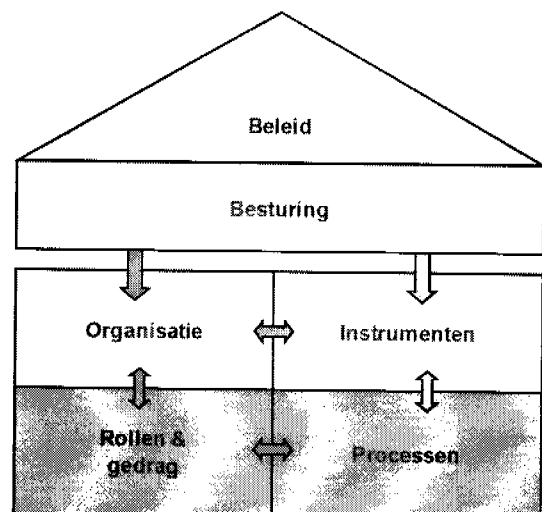 Beleid
Besturing
Organisatie
Instrumenten
Rollen &
gedrag
Processen